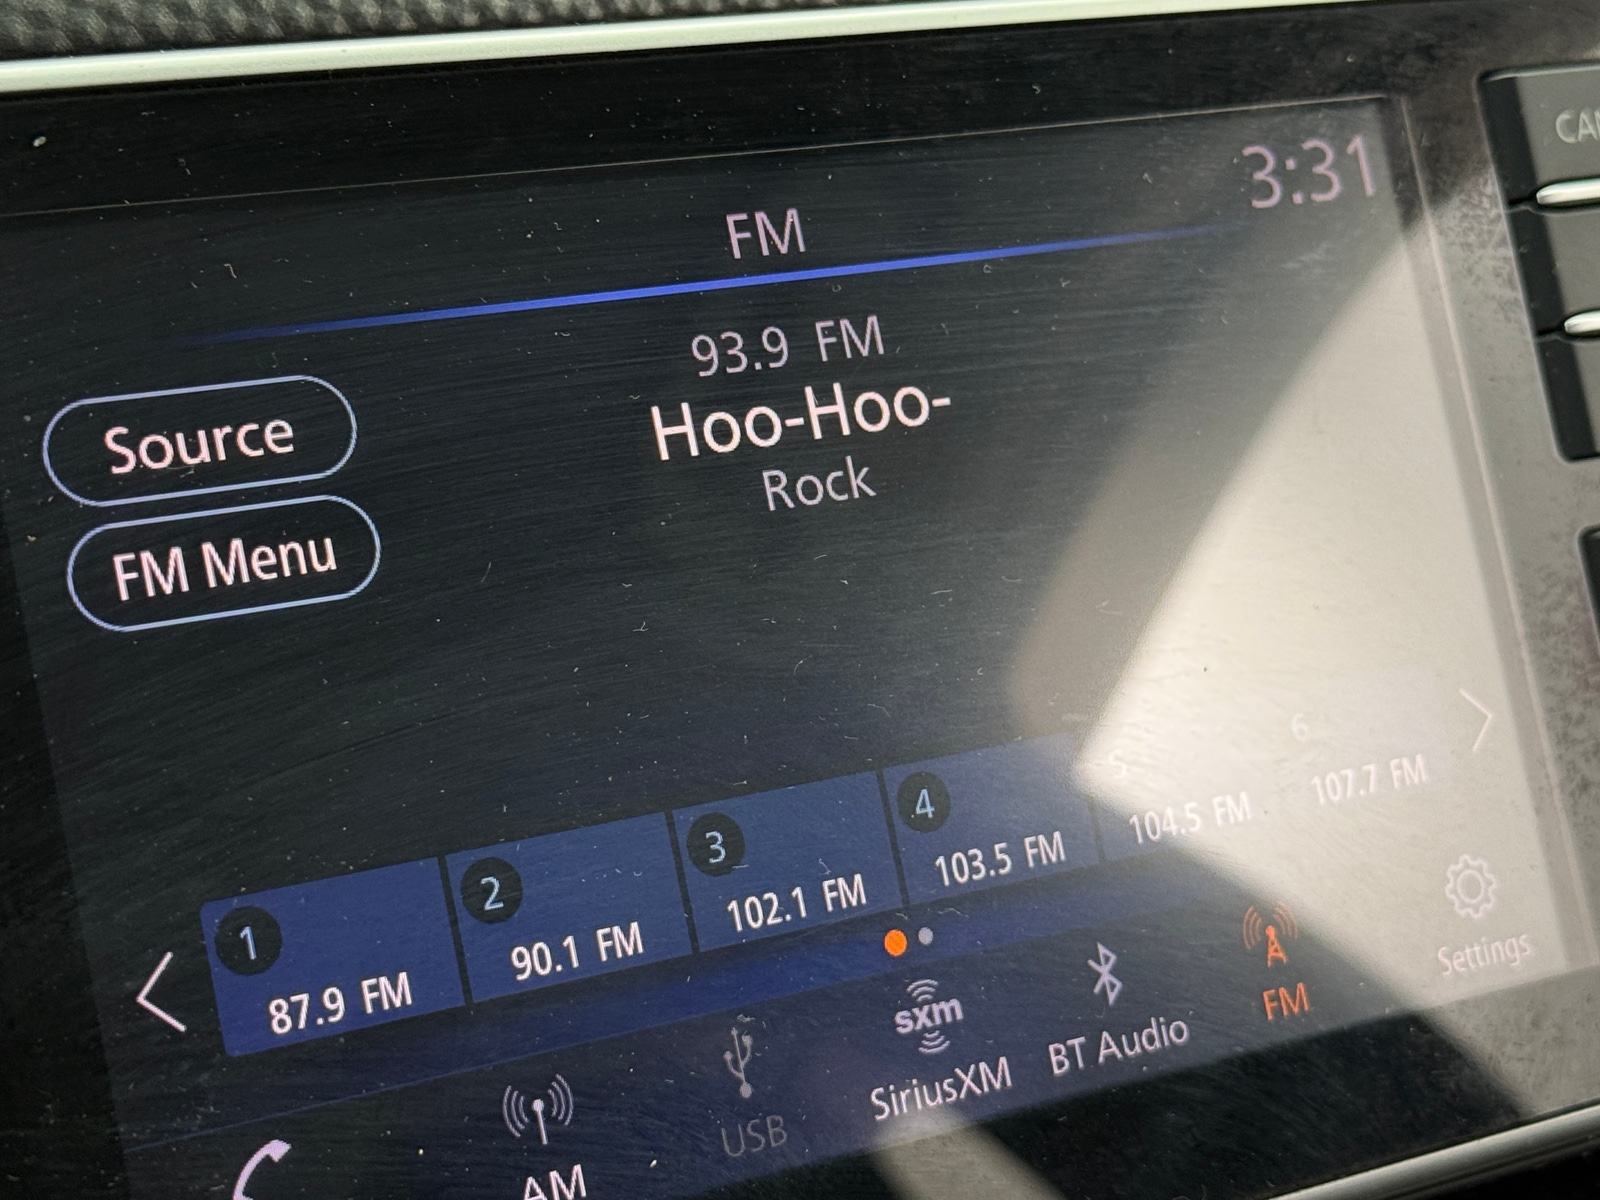 CAM
3:31
FM
93.9 FM
Hoo-Hoo-
Rock
Source
FM Menu
1
87.9 FM
2
90.1 FM
3
102.1 FM
4
103.5 FM
5
104.5 FM
6
107.7 FM
AM
USB
sxm
SiriusXM
BT Audio
FM
Settings